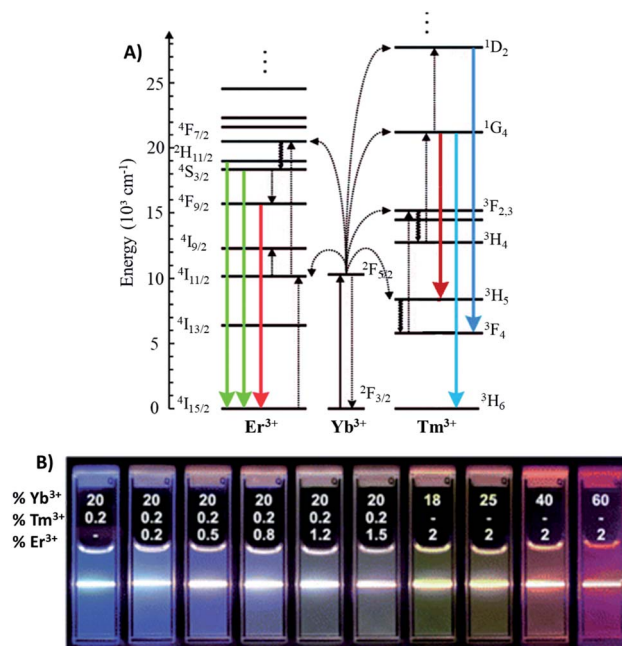 A)
Energy (10³ cm⁻¹)
25
20
15
10
5
0
⁴F₇/₂
²H₁₁/₂
⁴S₃/₂
⁴F₉/₂
⁴I₉/₂
⁴I₁₁/₂
⁴I₁₃/₂
⁴I₁₅/₂
Er³⁺
²F₅/₂
²F₃/₂
Yb³⁺
¹D₂
¹G₄
³F₂,₃
³H₄
³H₅
³F₄
³H₆
Tm³⁺
B)
% Yb³⁺ 20 20 20 20 20 20 18 25 40 60
% Tm³⁺ 0.2 0.2 0.2 0.2 0.2 0.2 - - - -
% Er³⁺ - 0.2 0.5 0.8 1.2 1.5 2 2 2 2